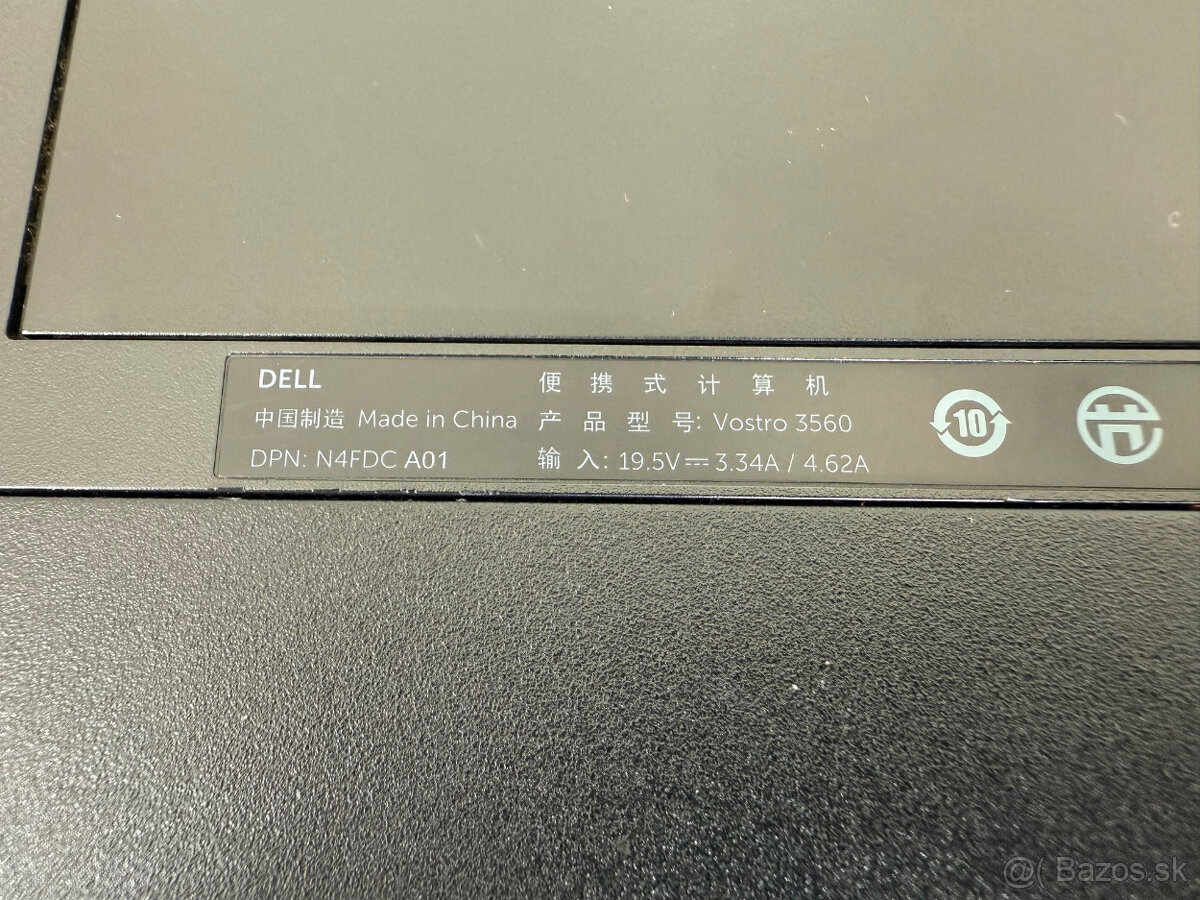 DELL
中国制造 Made in China
DPN: N4FDC A01
便携式计算机
产品型号: Vostro 3560
输入: 19.5V⎓3.34A / 4.62A
10
@( Bazos.sk